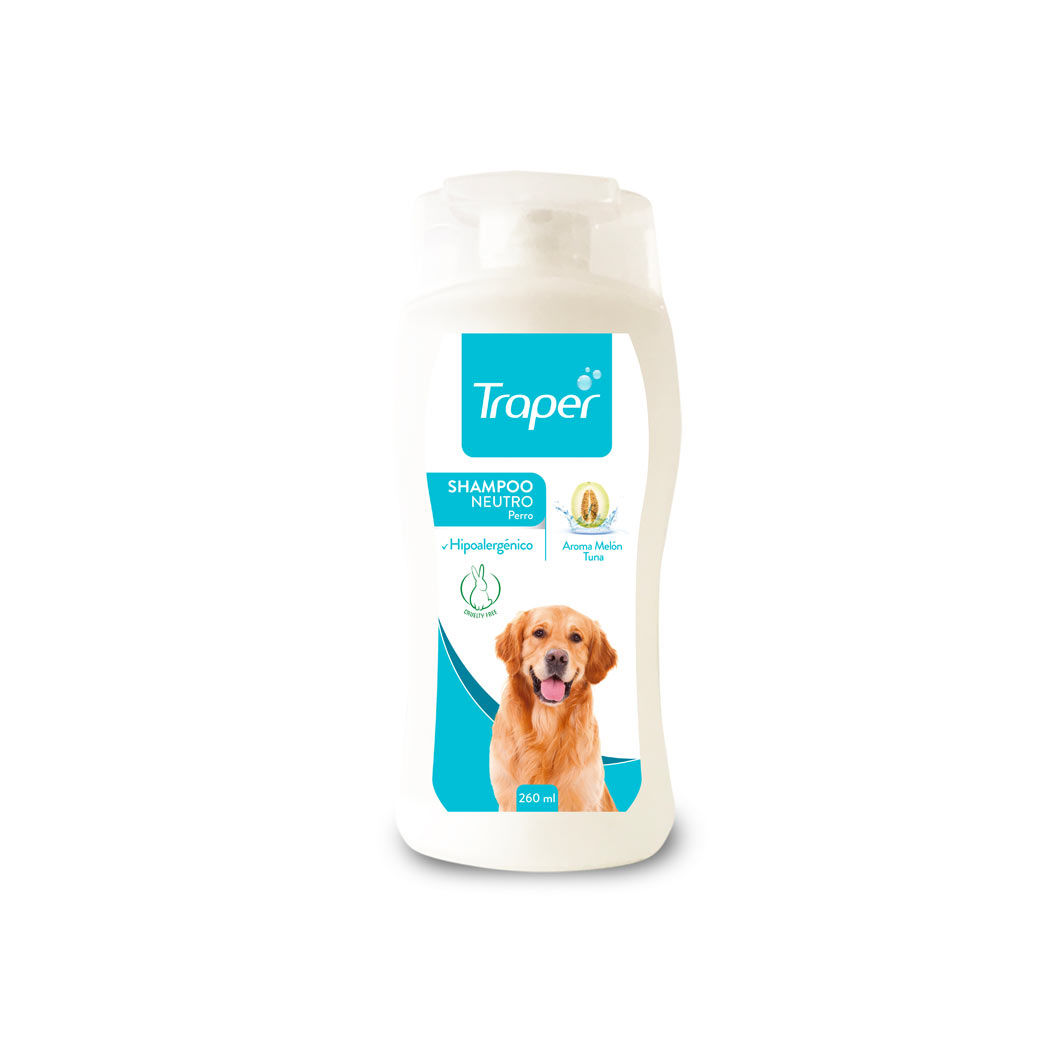 Traper
SHAMPOO
NEUTRO
Perro
✓ Hipoalergénico
Aroma Melón
Tuna
CRUELTY FREE
260 ml